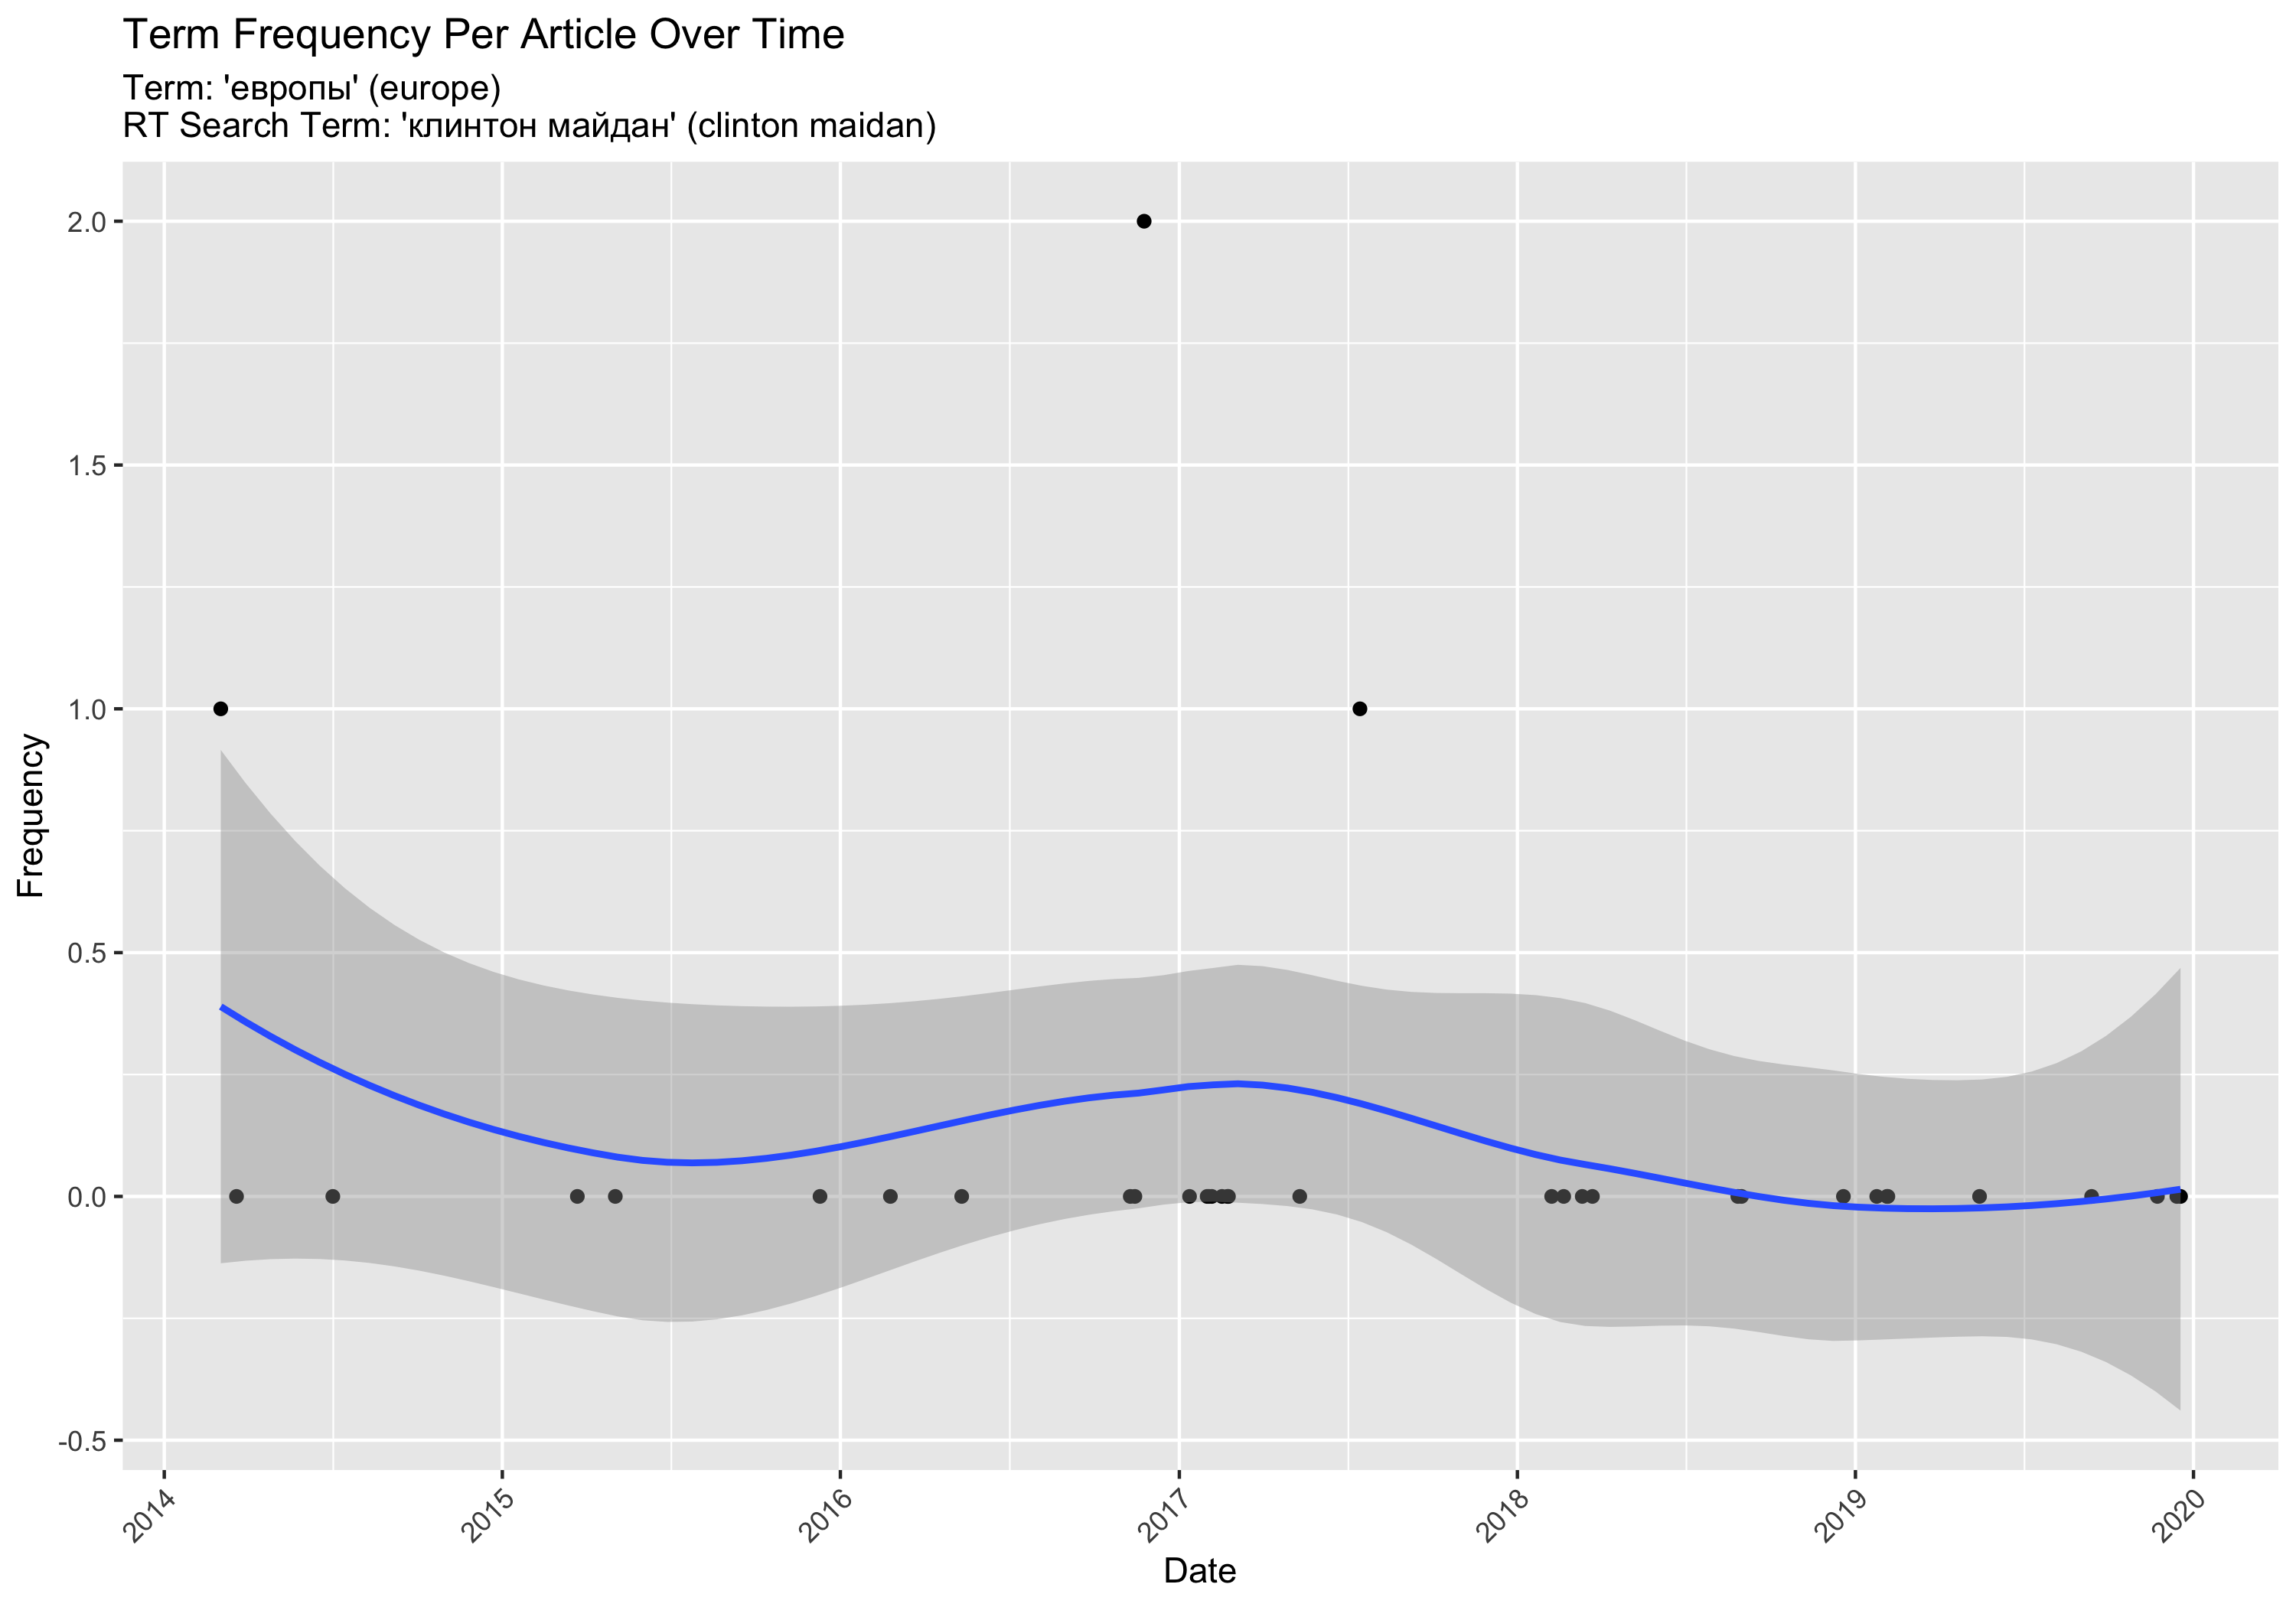 Term Frequency Per Article Over Time
Term: 'европы' (europe)
RT Search Term: 'клинтон майдан' (clinton maidan)
2.0
1.5
1.0
0.5
0.0
-0.5
Frequency
2014
2015
2016
2017
2018
2019
2020
Date